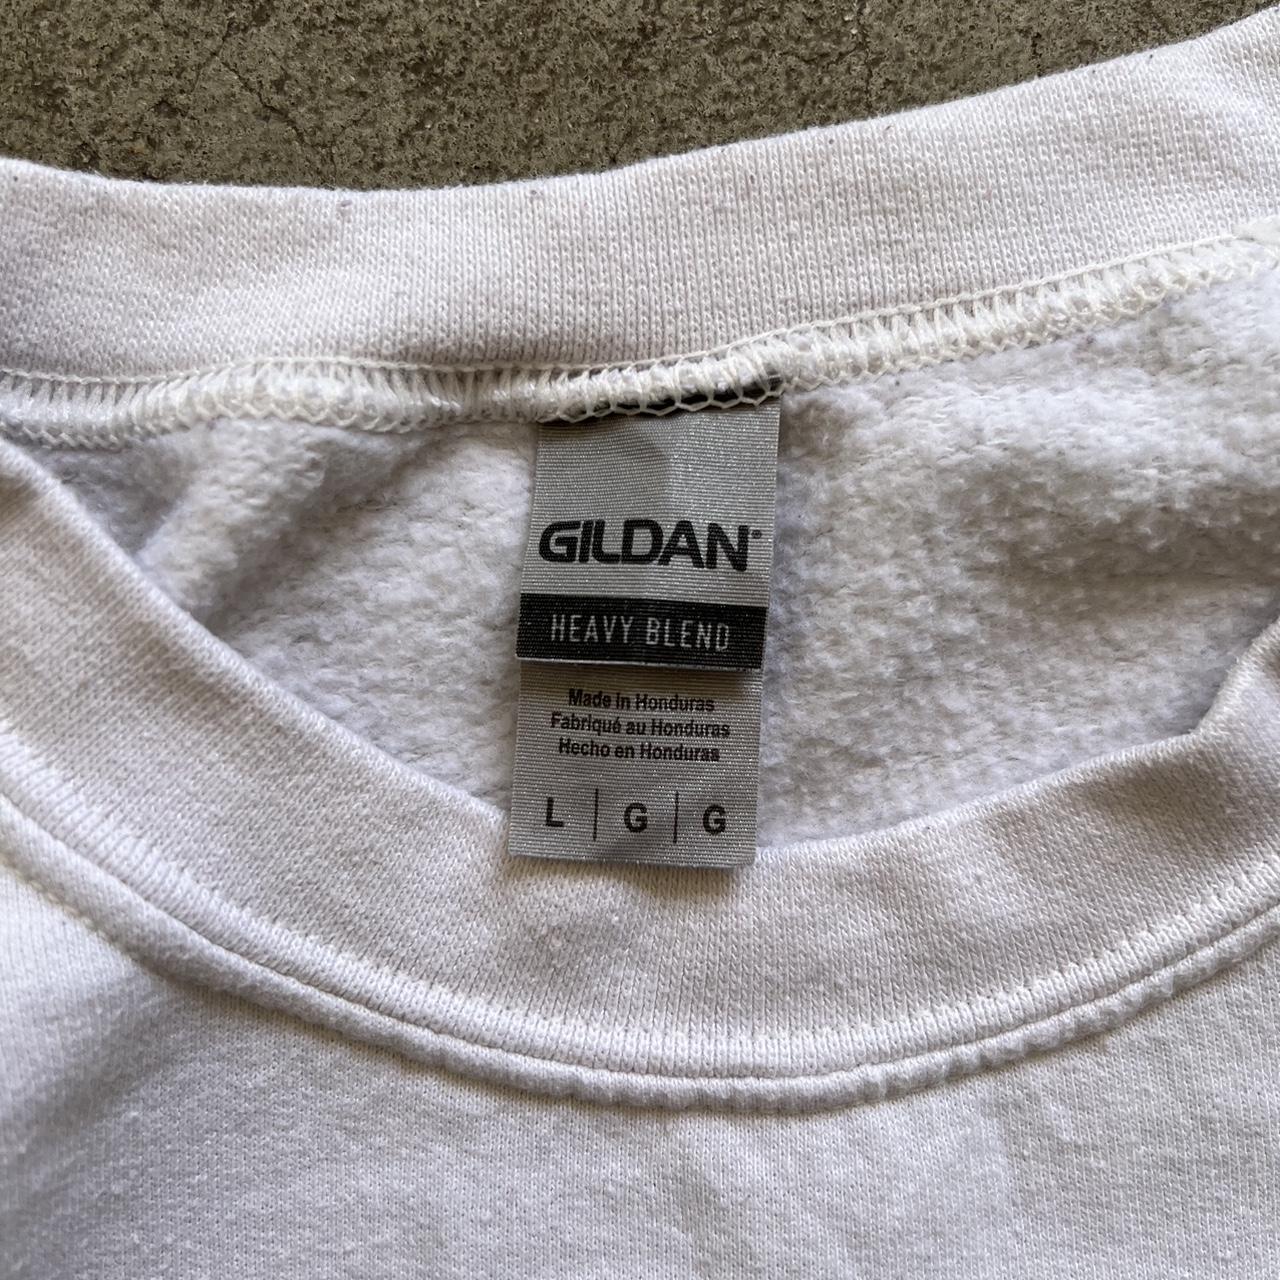 GILDAN®
HEAVY BLEND
Made in Honduras
Fabriqué au Honduras
Hecho en Honduras
L | G | G